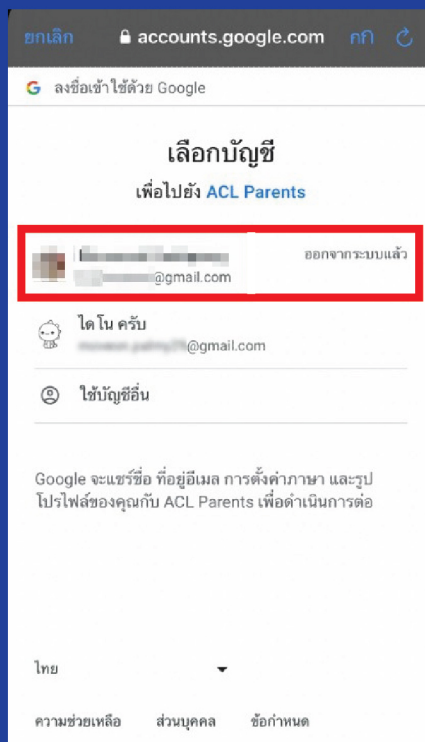 ยกเลิก accounts.google.com กก
ลงชื่อเข้าใช้ด้วย Google
เลือกบัญชี
เพื่อไปยัง ACL Parents
ออกจากระบบแล้ว
@gmail.com
ไดโน ครับ
@gmail.com
ใช้บัญชีอื่น
Google จะแชร์ชื่อ ที่อยู่อีเมล การตั้งค่าภาษา และรูป
โปรไฟล์ของคุณกับ ACL Parents เพื่อดำเนินการต่อ
ไทย
ความช่วยเหลือ ส่วนบุคคล ข้อกำหนด